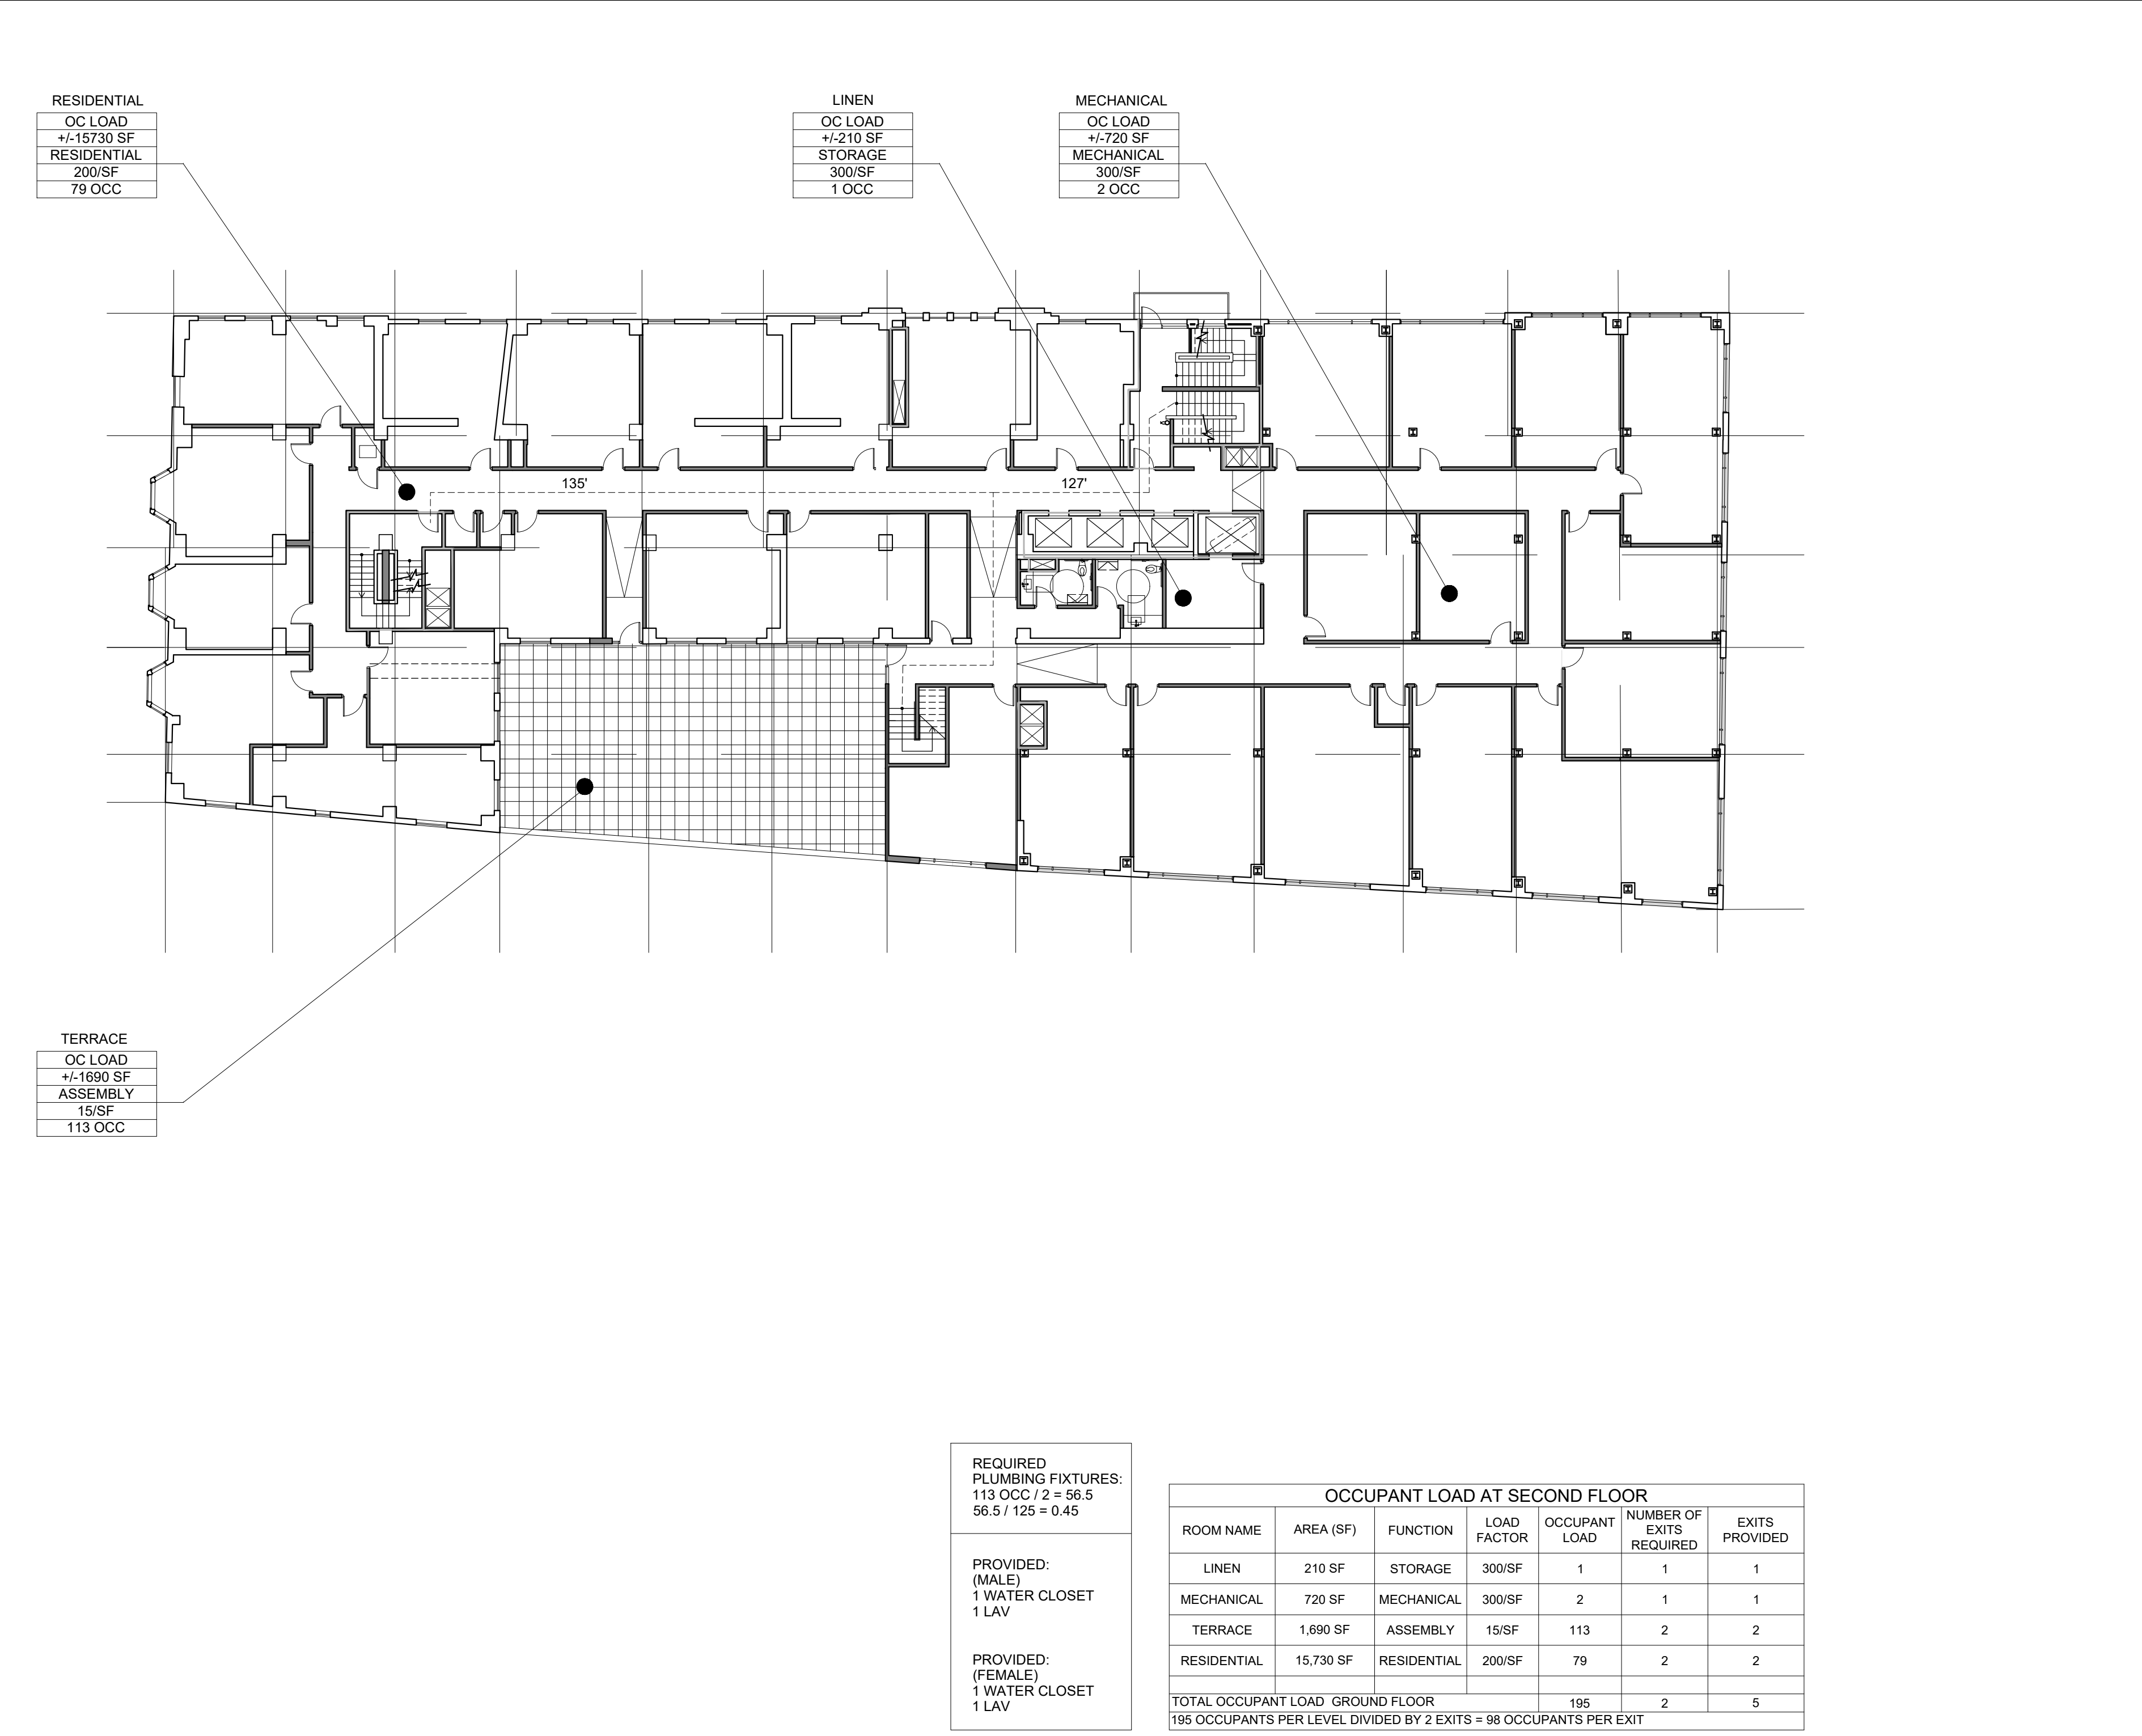 RESIDENTIAL
OC LOAD
+/-15730 SF
RESIDENTIAL
200/SF
79 OCC
LINEN
OC LOAD
+/-210 SF
STORAGE
300/SF
1 OCC
MECHANICAL
OC LOAD
+/-720 SF
MECHANICAL
300/SF
2 OCC
135'
127'
TERRACE
OC LOAD
+/-1690 SF
ASSEMBLY
15/SF
113 OCC
REQUIRED
PLUMBING FIXTURES:
113 OCC / 2 = 56.5
56.5 / 125 = 0.45
PROVIDED:
(MALE)
1 WATER CLOSET
1 LAV
PROVIDED:
(FEMALE)
1 WATER CLOSET
1 LAV
OCCUPANT LOAD AT SECOND FLOOR
ROOM NAME AREA (SF) FUNCTION LOAD FACTOR OCCUPANT LOAD NUMBER OF EXITS REQUIRED EXITS PROVIDED
LINEN 210 SF STORAGE 300/SF 1 1 1
MECHANICAL 720 SF MECHANICAL 300/SF 2 1 1
TERRACE 1,690 SF ASSEMBLY 15/SF 113 2 2
RESIDENTIAL 15,730 SF RESIDENTIAL 200/SF 79 2 2
TOTAL OCCUPANT LOAD GROUND FLOOR 195 2 5
195 OCCUPANTS PER LEVEL DIVIDED BY 2 EXITS = 98 OCCUPANTS PER EXIT